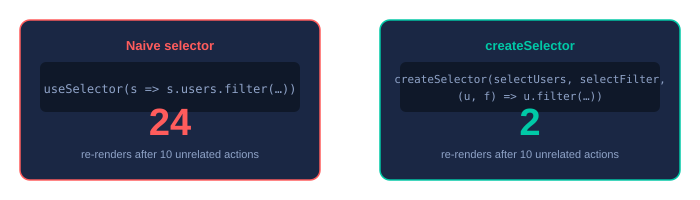 Naive selector
useSelector(s => s.users.filter(…))
24
re-renders after 10 unrelated actions
createSelector
createSelector(selectUsers, selectFilter,
(u, f) => u.filter(…))
2
re-renders after 10 unrelated actions